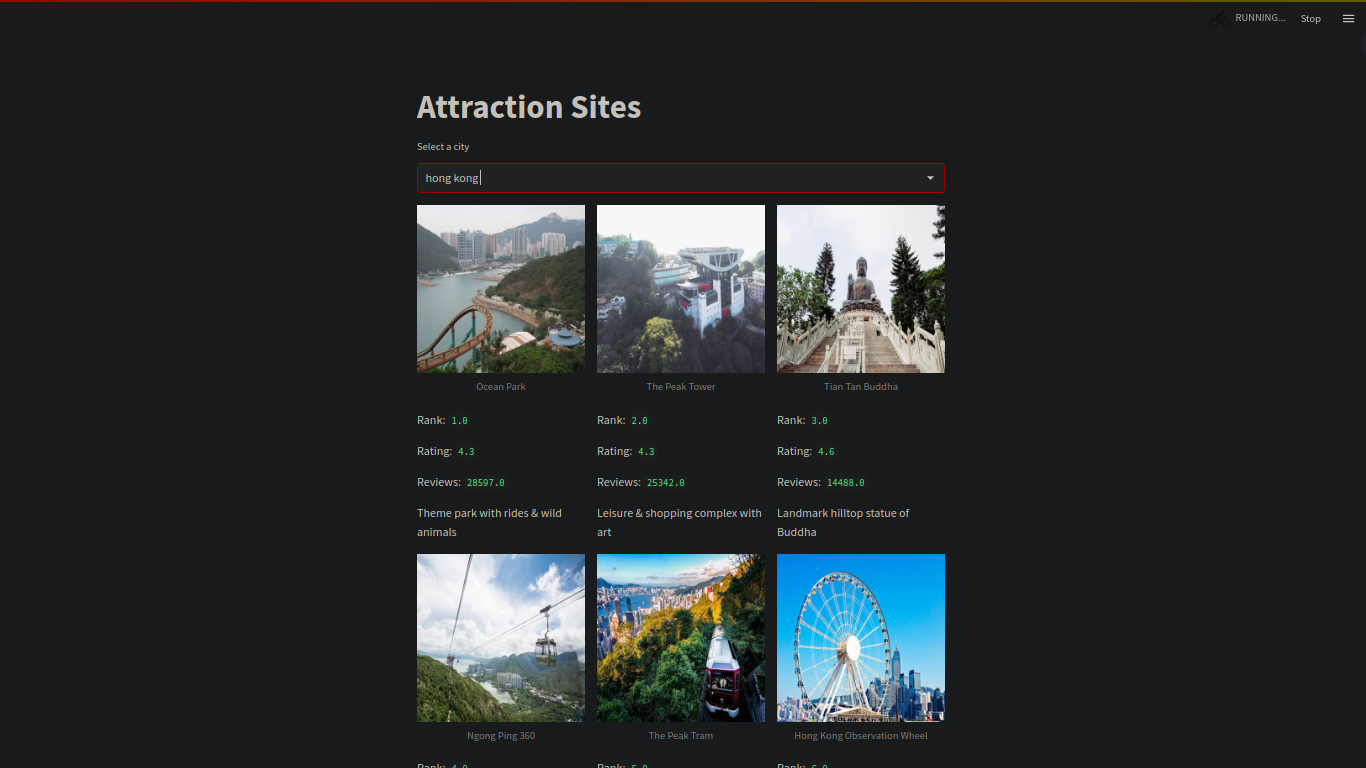 RUNNING...
Stop
Attraction Sites
Select a city
hong kong
Ocean Park
The Peak Tower
Tian Tan Buddha
Rank: 1.0
Rank: 2.0
Rank: 3.0
Rating: 4.3
Rating: 4.3
Rating: 4.6
Reviews: 28597.0
Reviews: 25342.0
Reviews: 14488.0
Theme park with rides & wild
animals
Leisure & shopping complex with
art
Landmark hilltop statue of
Buddha
Ngong Ping 360
The Peak Tram
Hong Kong Observation Wheel
Rank: 4.0
Rank: 5.0
Rank: 6.0